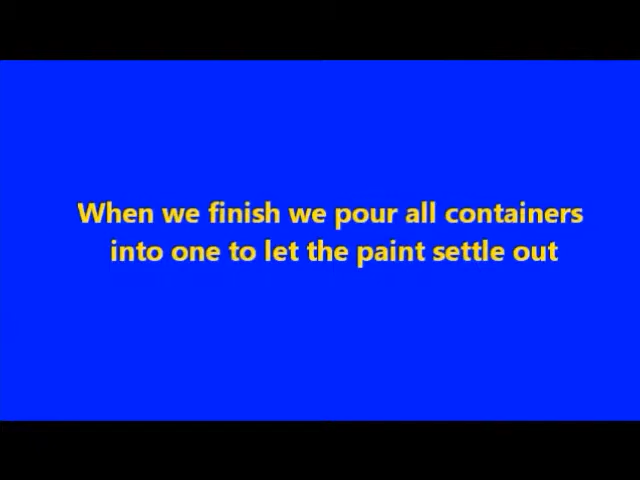 When we finish we pour all containers
into one to let the paint settle out